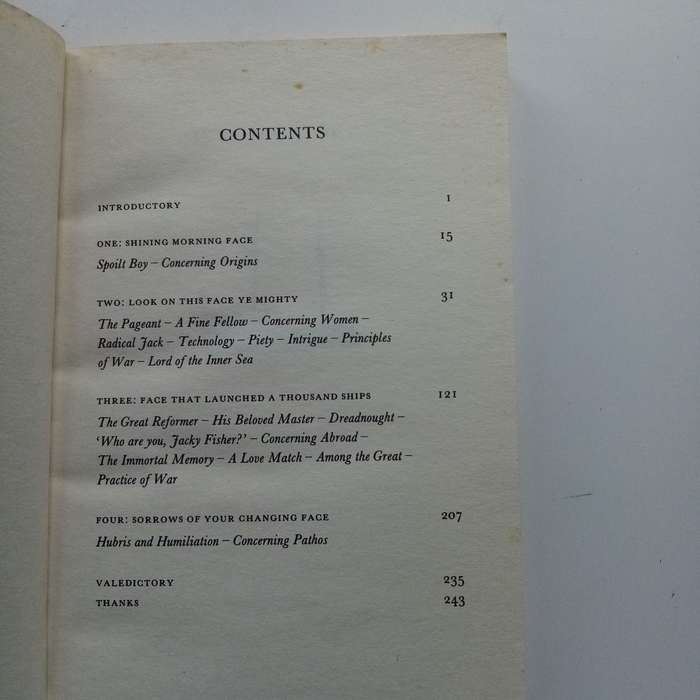 CONTENTS
INTRODUCTORY 1
ONE: SHINING MORNING FACE 15
Spoilt Boy – Concerning Origins
TWO: LOOK ON THIS FACE YE MIGHTY 31
The Pageant – A Fine Fellow – Concerning Women –
Radical Jack – Technology – Piety – Intrigue – Principles
of War – Lord of the Inner Sea
THREE: FACE THAT LAUNCHED A THOUSAND SHIPS 121
The Great Reformer – His Beloved Master – Dreadnought –
‘Who are you, Jacky Fisher?’ – Concerning Abroad –
The Immortal Memory – A Love Match – Among the Great –
Practice of War
FOUR: SORROWS OF YOUR CHANGING FACE 207
Hubris and Humiliation – Concerning Pathos
VALEDICTORY 235
THANKS 243